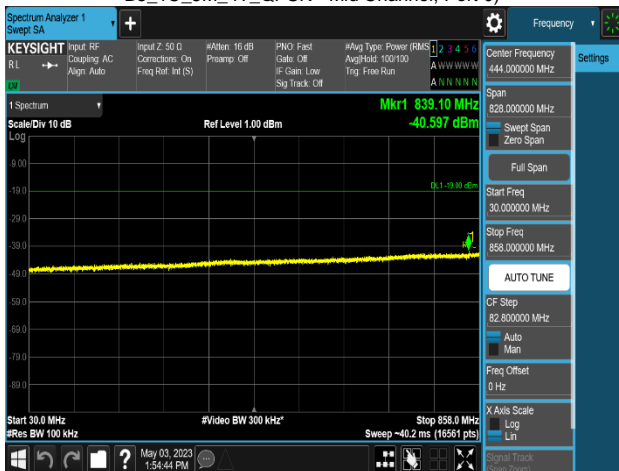 Spectrum Analyzer 1
Swept SA
+
Frequency
KEYSIGHT
RL
Input: RF
Coupling: AC
Align: Auto
Input Z: 50 Ω
Corrections: On
Freq Ref: Int (S)
#Atten: 16 dB
Preamp: Off
PNO: Fast
Gate: Off
IF Gain: Low
Sig Track: Off
#Avg Type: Power (RMS
Avg|Hold: 100/100
Trig: Free Run
1 2 3 4 5 6
A W W W W W
A N N N N N
1 Spectrum
Scale/Div 10 dB
Log
Ref Level 1.00 dBm
Mkr1 839.10 MHz
-40.597 dBm
-9.00
-19.0
DL1 -19.00 dBm
-29.0
-39.0
-49.0
-59.0
-69.0
-79.0
-89.0
Start 30.0 MHz
#Res BW 100 kHz
#Video BW 300 kHz*
Stop 858.0 MHz
Sweep ~40.2 ms (16561 pts)
May 03, 2023
1:54:44 PM
Center Frequency
444.000000 MHz
Span
828.000000 MHz
Swept Span
Zero Span
Full Span
Start Freq
30.000000 MHz
Stop Freq
858.000000 MHz
AUTO TUNE
CF Step
82.800000 MHz
Auto
Man
Freq Offset
0 Hz
X Axis Scale
Log
Lin
Signal Track
(Span Zoom)
Settings